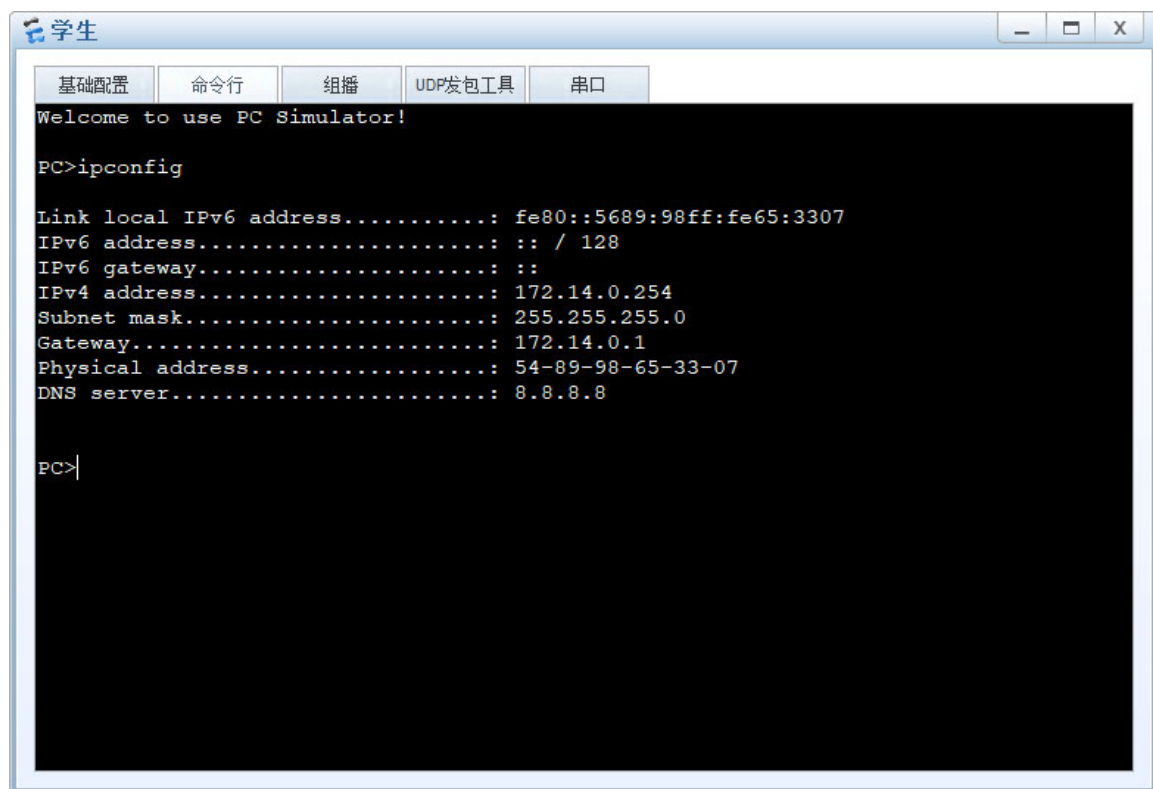 学生
基础配置 命令行 组播 UDP发包工具 串口
Welcome to use PC Simulator!
PC>ipconfig
Link local IPv6 address...........: fe80::5689:98ff:fe65:3307
IPv6 address......................: :: / 128
IPv6 gateway......................: ::
IPv4 address......................: 172.14.0.254
Subnet mask.......................: 255.255.255.0
Gateway...........................: 172.14.0.1
Physical address..................: 54-89-98-65-33-07
DNS server........................: 8.8.8.8
PC>